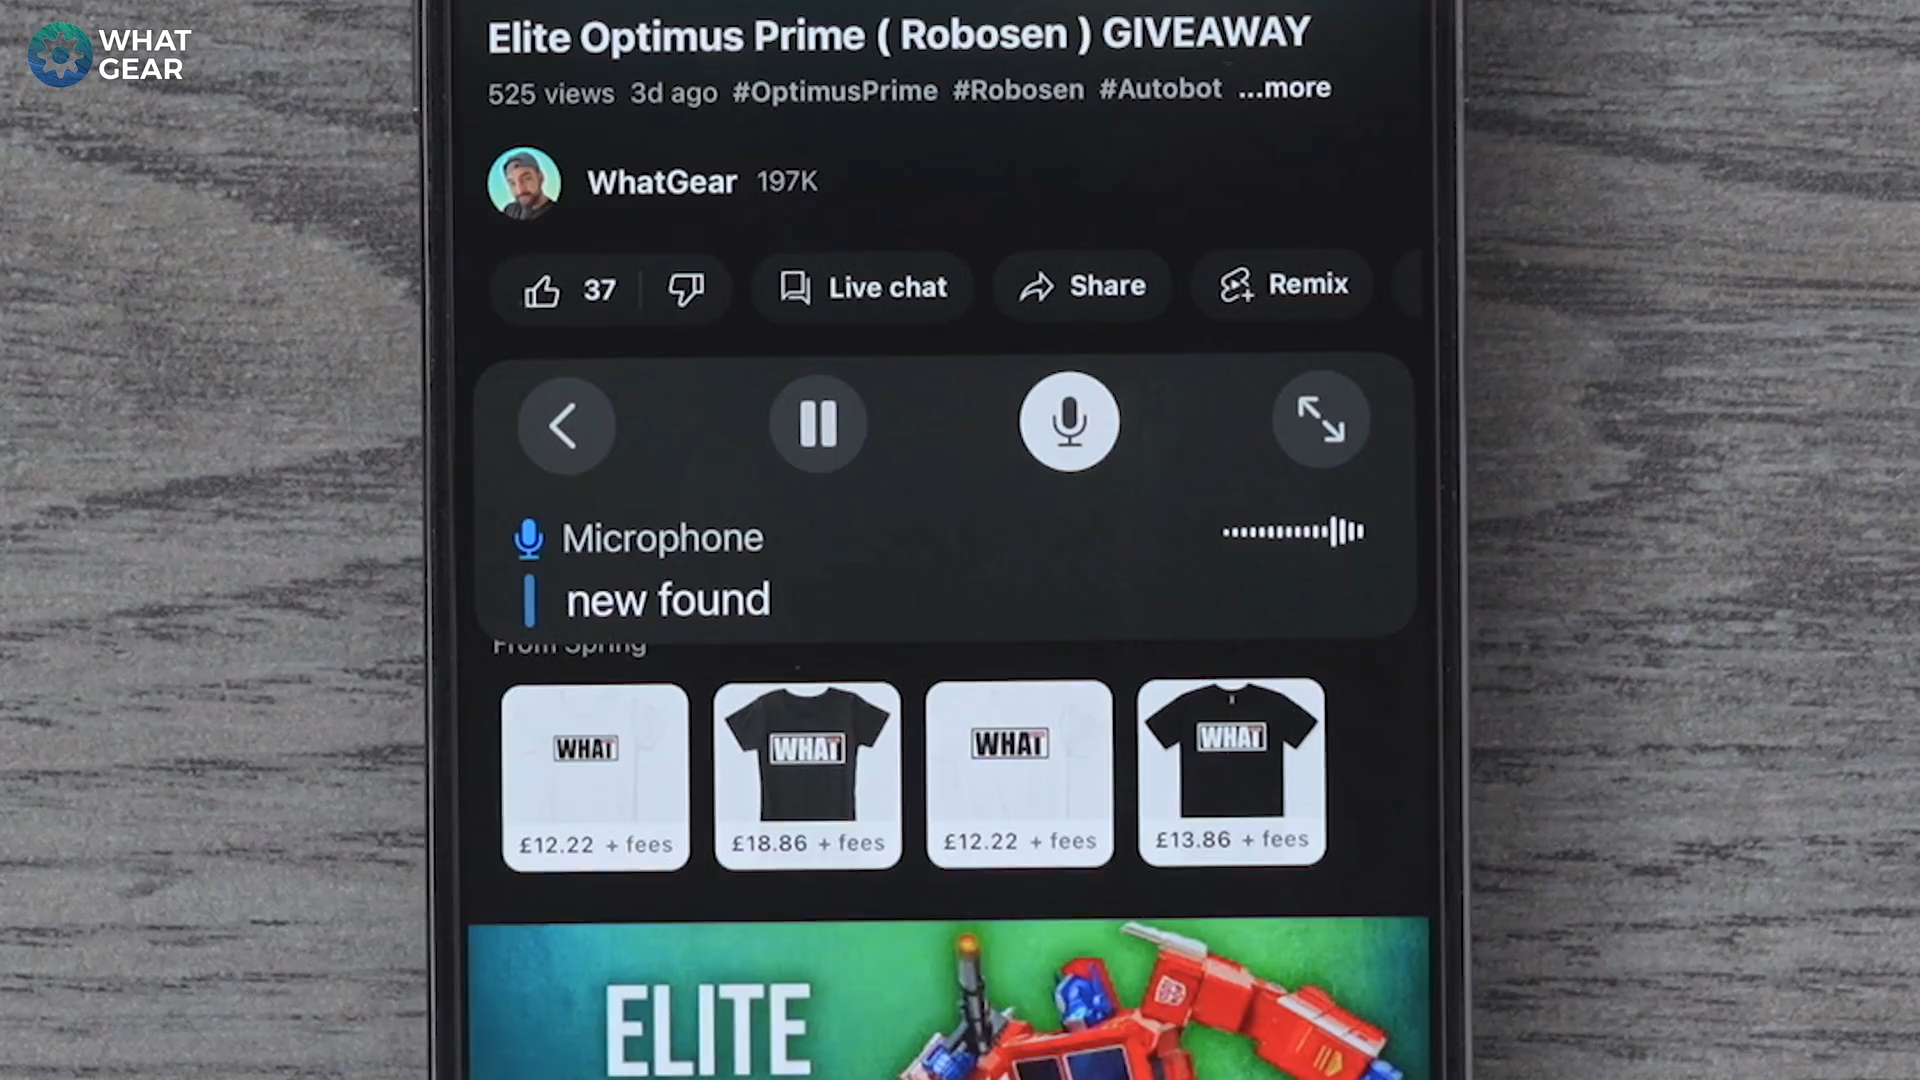 WHAT
GEAR
Elite Optimus Prime ( Robosen ) GIVEAWAY
525 views 3d ago #OptimusPrime #Robosen #Autobot ...more
WhatGear 197K
37 Live chat Share Remix
Microphone
new found
From Spring
WHAT WHAT WHAT WHAT
£12.22 + fees £18.86 + fees £12.22 + fees £13.86 + fees
ELITE